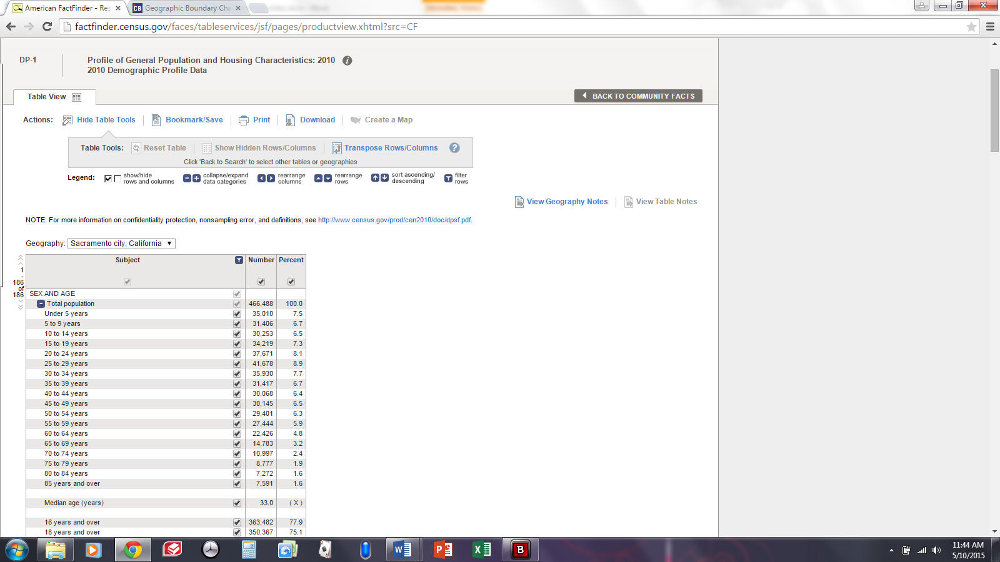 American FactFinder - Res
Geographic Boundary Cha
factfinder.census.gov/faces/tableservices/jsf/pages/productview.xhtml?src=CF
DP-1
Profile of General Population and Housing Characteristics: 2010
2010 Demographic Profile Data
Table View
BACK TO COMMUNITY FACTS
Actions: Hide Table Tools Bookmark/Save Print Download Create a Map
Table Tools: Reset Table Show Hidden Rows/Columns Transpose Rows/Columns ?
Click 'Back to Search' to select other tables or geographies
Legend: show/hide rows and columns collapse/expand data categories rearrange columns rearrange rows sort ascending/ descending filter rows
View Geography Notes View Table Notes
NOTE: For more information on confidentiality protection, nonsampling error, and definitions, see http://www.census.gov/prod/cen2010/doc/dpsf.pdf.
Geography: Sacramento city, California
1 - 186 of 186
Subject Number Percent
SEX AND AGE
Total population 466,488 100.0
Under 5 years 35,010 7.5
5 to 9 years 31,406 6.7
10 to 14 years 30,253 6.5
15 to 19 years 34,219 7.3
20 to 24 years 37,671 8.1
25 to 29 years 41,678 8.9
30 to 34 years 35,930 7.7
35 to 39 years 31,417 6.7
40 to 44 years 30,068 6.4
45 to 49 years 30,145 6.5
50 to 54 years 29,401 6.3
55 to 59 years 27,444 5.9
60 to 64 years 22,426 4.8
65 to 69 years 14,783 3.2
70 to 74 years 10,997 2.4
75 to 79 years 8,777 1.9
80 to 84 years 7,272 1.6
85 years and over 7,591 1.6
Median age (years) 33.0 ( X )
16 years and over 363,482 77.9
18 years and over 350,367 75.1
11:44 AM
5/10/2015